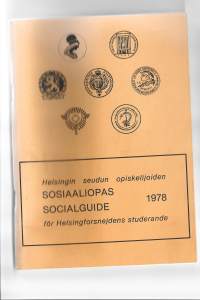 Helsingin seudun opiskelijoiden
SOSIAALIOPAS
SOCIALGUIDE 1978
för Helsingforsnejdens studerande